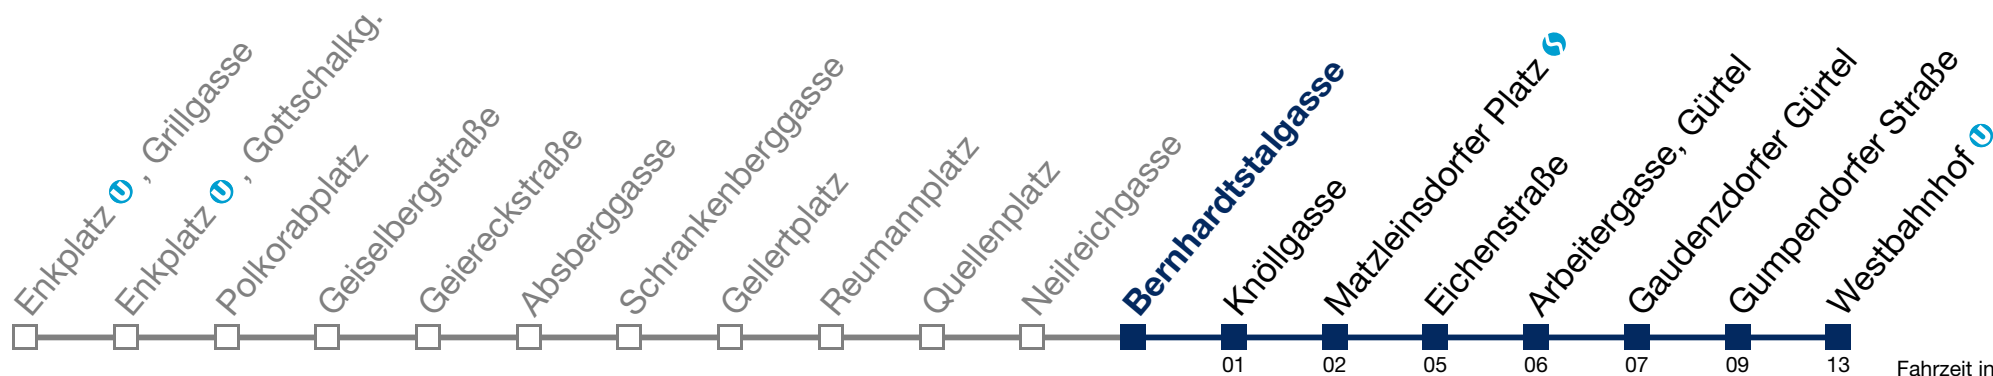 Enkplatz U , Grillgasse
Enkplatz U , Gottschalkg.
Polkorabplatz
Geiselbergstraße
Geiereckstraße
Absberggasse
Schrankenberggasse
Gellertplatz
Reumannplatz
Quellenplatz
Neilreichgasse
Bernhardtstalgasse
Knöllgasse
Matzleinsdorfer Platz S
Eichenstraße
Arbeitergasse, Gürtel
Gaudenzdorfer Gürtel
Gumpendorfer Straße
Westbahnhof U
01 02 05 06 07 09 13
Fahrzeit in